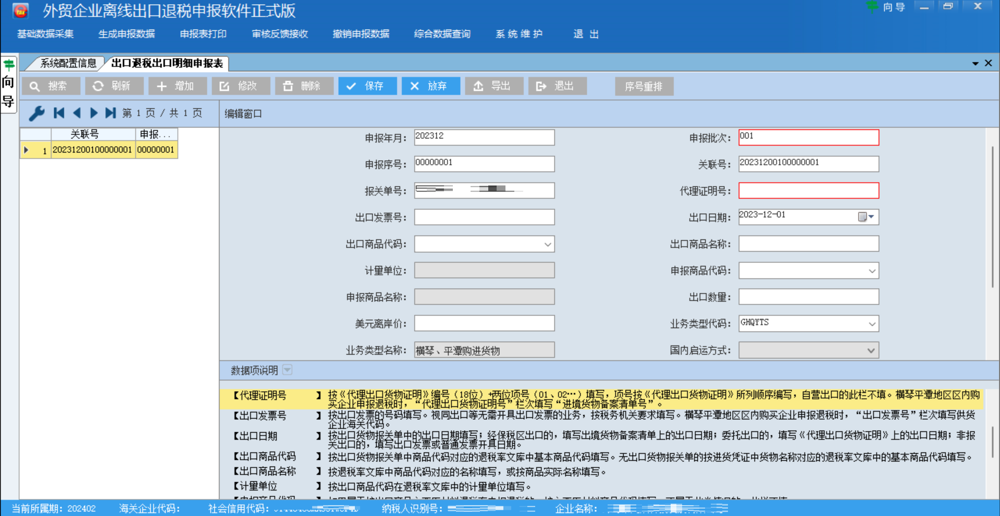 外贸企业离线出口退税申报软件正式版
向导
基础数据采集 生成申报数据 申报表打印 审核反馈接收 撤销申报数据 综合数据查询 系统维护 退出
向导
系统配置信息 出口退税出口明细申报表
搜索 刷新 增加 修改 删除 保存 放弃 导出 退出 序号重排
第 1 页 / 共 1 页 编辑窗口
关联号 申报...
1 20231200100000001 00000001
申报年月: 202312 申报批次: 001
申报序号: 00000001 关联号: 20231200100000001
报关单号: 代理证明号:
出口发票号: 出口日期: 2023-12-01
出口商品代码: 出口商品名称:
计量单位: 申报商品代码:
申报商品名称: 出口数量:
美元离岸价: 业务类型代码: GHQYTS
业务类型名称: 横琴、平潭购进货物 国内启运方式:
数据项说明
【代理证明号 】按《代理出口货物证明》编号（18位）+两位项号（01、02…）填写，项号按《代理出口货物证明》所列顺序编写，自营出口的此栏不填。横琴平潭地区区内购
买企业申报退税时，“代理出口货物证明号”栏次填写“进境货物备案清单号”。
【出口发票号 】按出口发票的号码填写。视同出口等无需开具出口发票的业务，按税务机关要求填写。横琴平潭地区区内购买企业申报退税时，“出口发票号”栏次填写供货
企业海关代码。
【出口日期 】按出口货物报关单中的出口日期填写；经保税区出口的，填写出境货物备案清单上的出口日期；委托出口的，填写《代理出口货物证明》上的出口日期；非报
关出口的，填写出口发票或普通发票开具日期。
【出口商品代码 】按出口货物报关单中商品代码对应的退税率文库中基本商品代码填写。无出口货物报关单的按进货凭证中货物名称对应的退税率文库中的基本商品代码填写。
【出口商品名称 】按退税率文库中商品代码对应的名称填写，或按商品实际名称填写。
【计量单位 】按出口商品代码在退税率文库中的计量单位填写。
当前所属期: 202402 海关企业代码: 社会信用代码: 纳税人识别号: 企业名称: